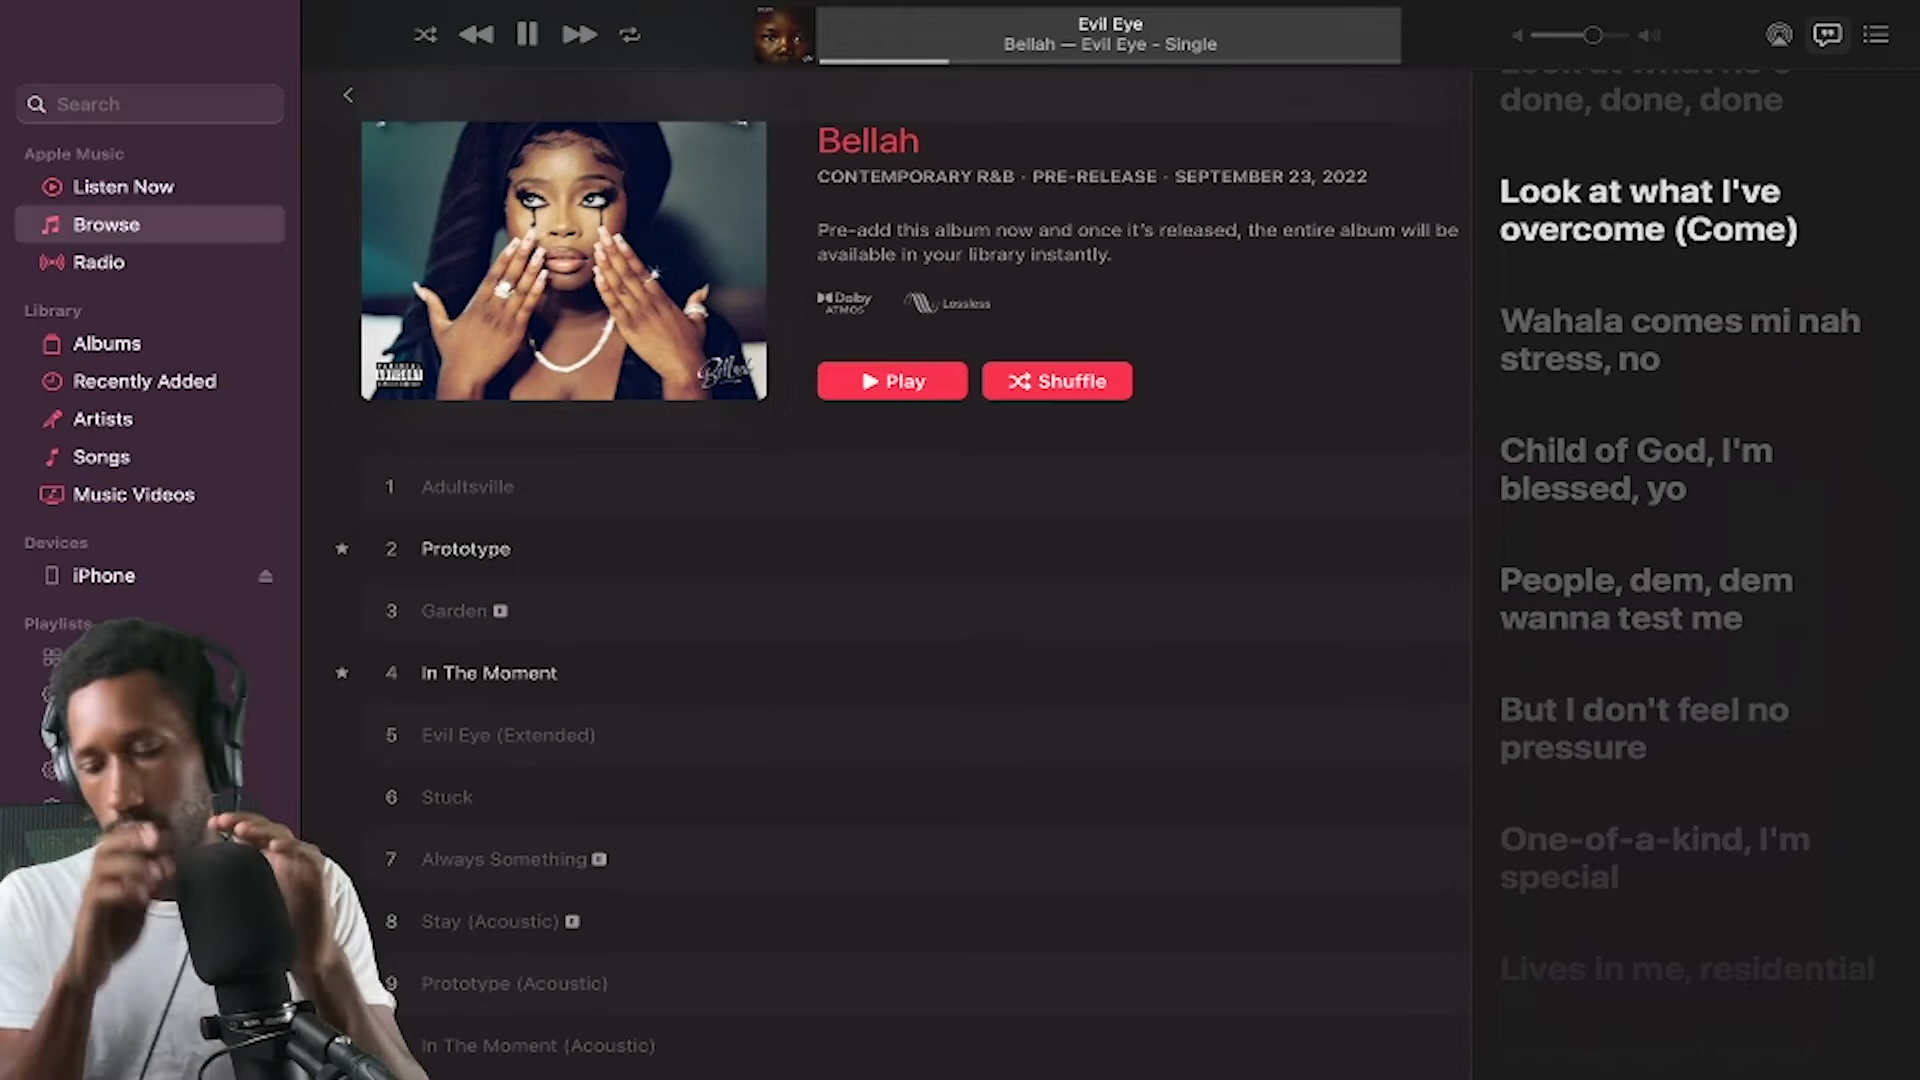 Evil Eye
Bellah — Evil Eye - Single
Search
Apple Music
Listen Now
Browse
Radio
Library
Albums
Recently Added
Artists
Songs
Music Videos
Devices
iPhone
Playlists
Bellah
CONTEMPORARY R&B · PRE-RELEASE · SEPTEMBER 23, 2022
Pre-add this album now and once it's released, the entire album will be
available in your library instantly.
Dolby
ATMOS
Lossless
Play
Shuffle
Bellah
1 Adultsville
★ 2 Prototype
3 Garden E
★ 4 In The Moment
5 Evil Eye (Extended)
6 Stuck
7 Always Something E
8 Stay (Acoustic) E
9 Prototype (Acoustic)
In The Moment (Acoustic)
done, done, done
Look at what I've
overcome (Come)
Wahala comes mi nah
stress, no
Child of God, I'm
blessed, yo
People, dem, dem
wanna test me
But I don't feel no
pressure
One-of-a-kind, I'm
special
Lives in me, residential